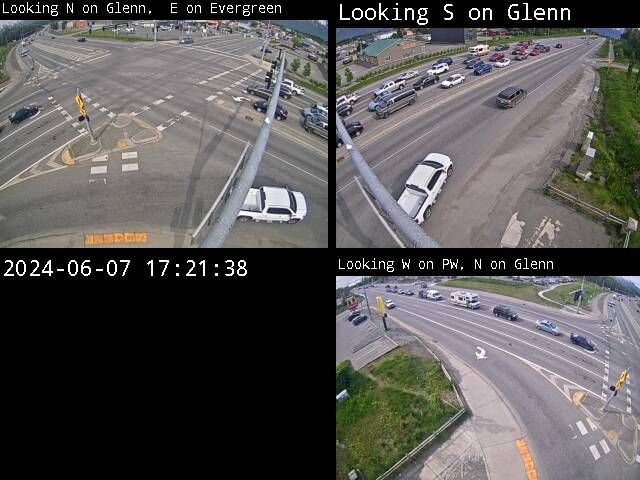 Looking N on Glenn, E on Evergreen
Looking S on Glenn
2024-06-07 17:21:38
Looking W on PW, N on Glenn